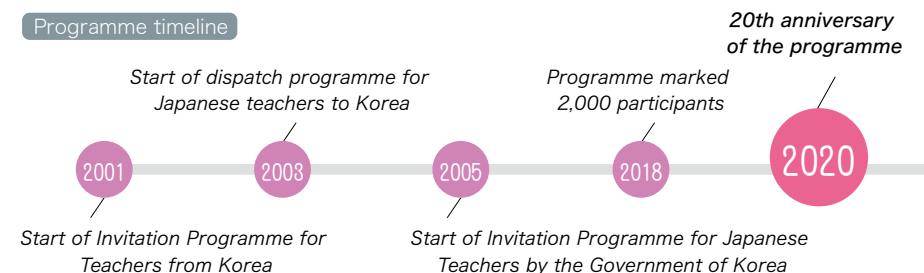 Programme timeline
20th anniversary
of the programme
Start of dispatch programme for
Japanese teachers to Korea
Programme marked
2,000 participants
2001
2003
2005
2018
2020
Start of Invitation Programme for
Teachers from Korea
Start of Invitation Programme for Japanese
Teachers by the Government of Korea